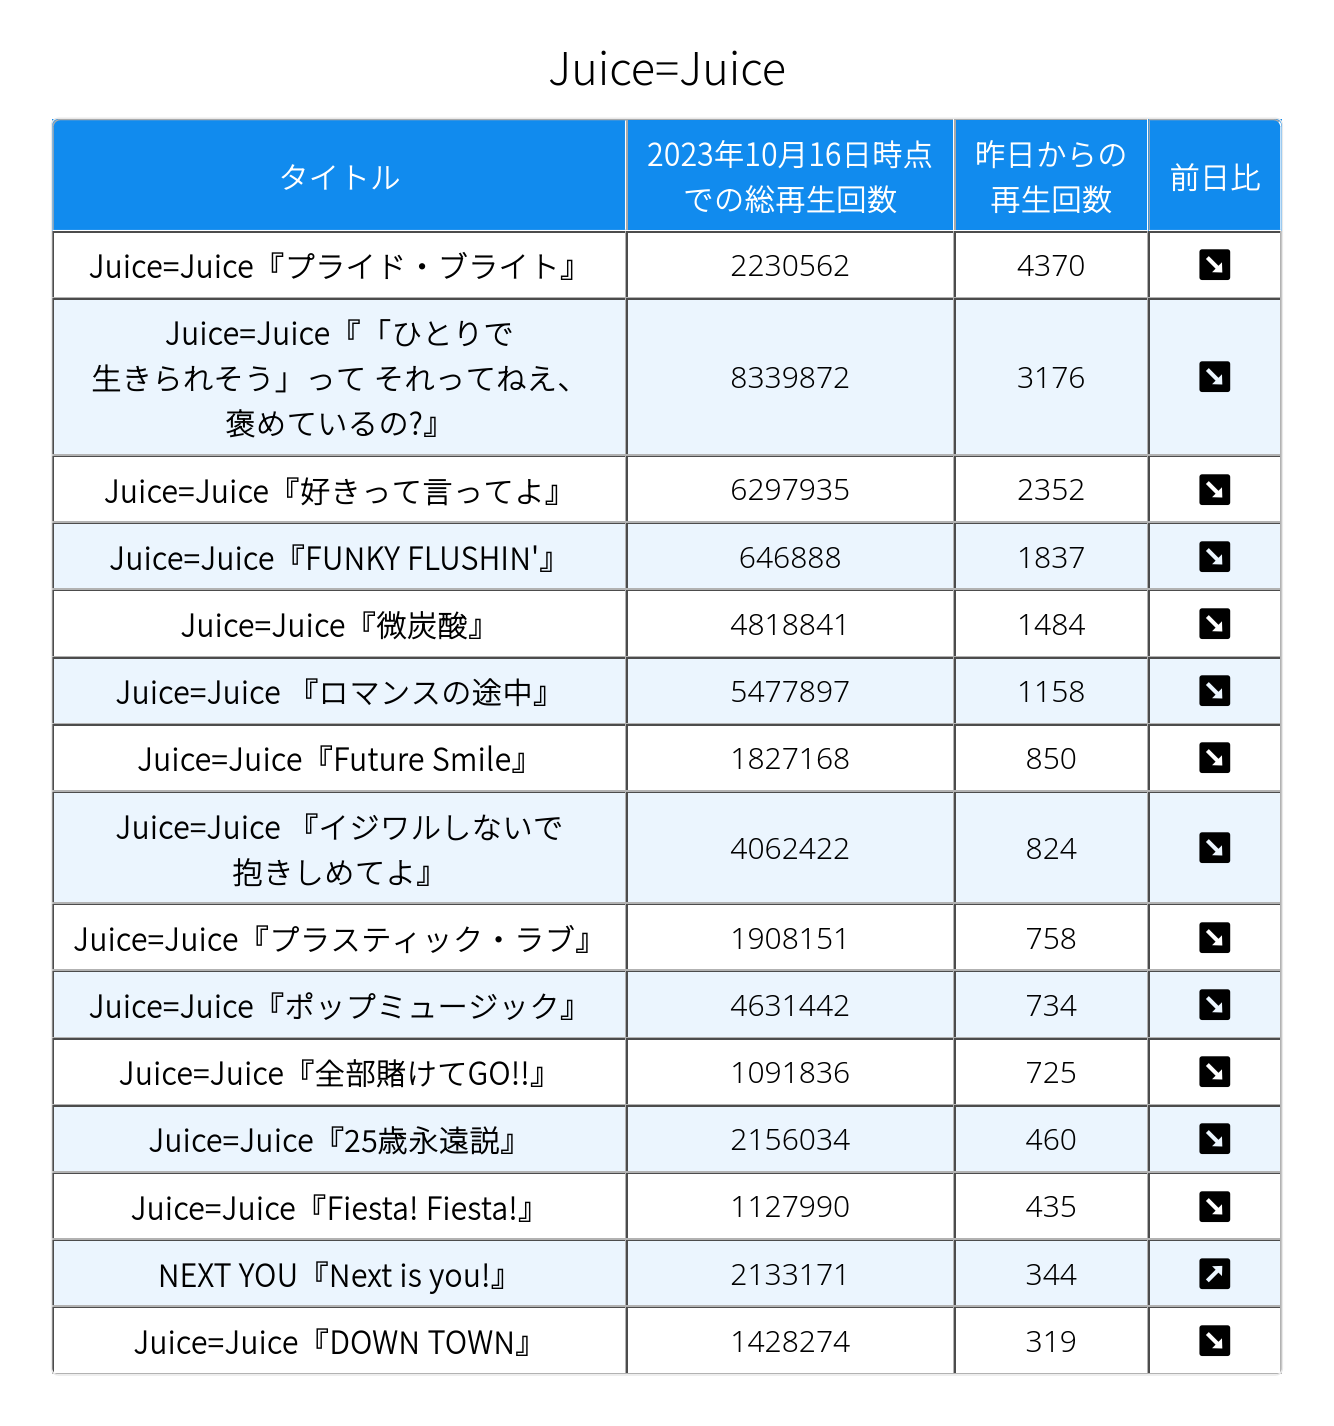 Juice=Juice
タイトル
2023年10月16日時点
での総再生回数
昨日からの
再生回数
前日比
Juice=Juice『プライド・ブライト』 2230562 4370 ↘
Juice=Juice『「ひとりで
生きられそう」って それってねえ、
褒めているの?』 8339872 3176 ↘
Juice=Juice『好きって言ってよ』 6297935 2352 ↘
Juice=Juice『FUNKY FLUSHIN'』 646888 1837 ↘
Juice=Juice『微炭酸』 4818841 1484 ↘
Juice=Juice 『ロマンスの途中』 5477897 1158 ↘
Juice=Juice『Future Smile』 1827168 850 ↘
Juice=Juice 『イジワルしないで
抱きしめてよ』 4062422 824 ↘
Juice=Juice『プラスティック・ラブ』 1908151 758 ↘
Juice=Juice『ポップミュージック』 4631442 734 ↘
Juice=Juice『全部賭けてGO!!』 1091836 725 ↘
Juice=Juice『25歳永遠説』 2156034 460 ↘
Juice=Juice『Fiesta! Fiesta!』 1127990 435 ↘
NEXT YOU『Next is you!』 2133171 344 ↗
Juice=Juice『DOWN TOWN』 1428274 319 ↘